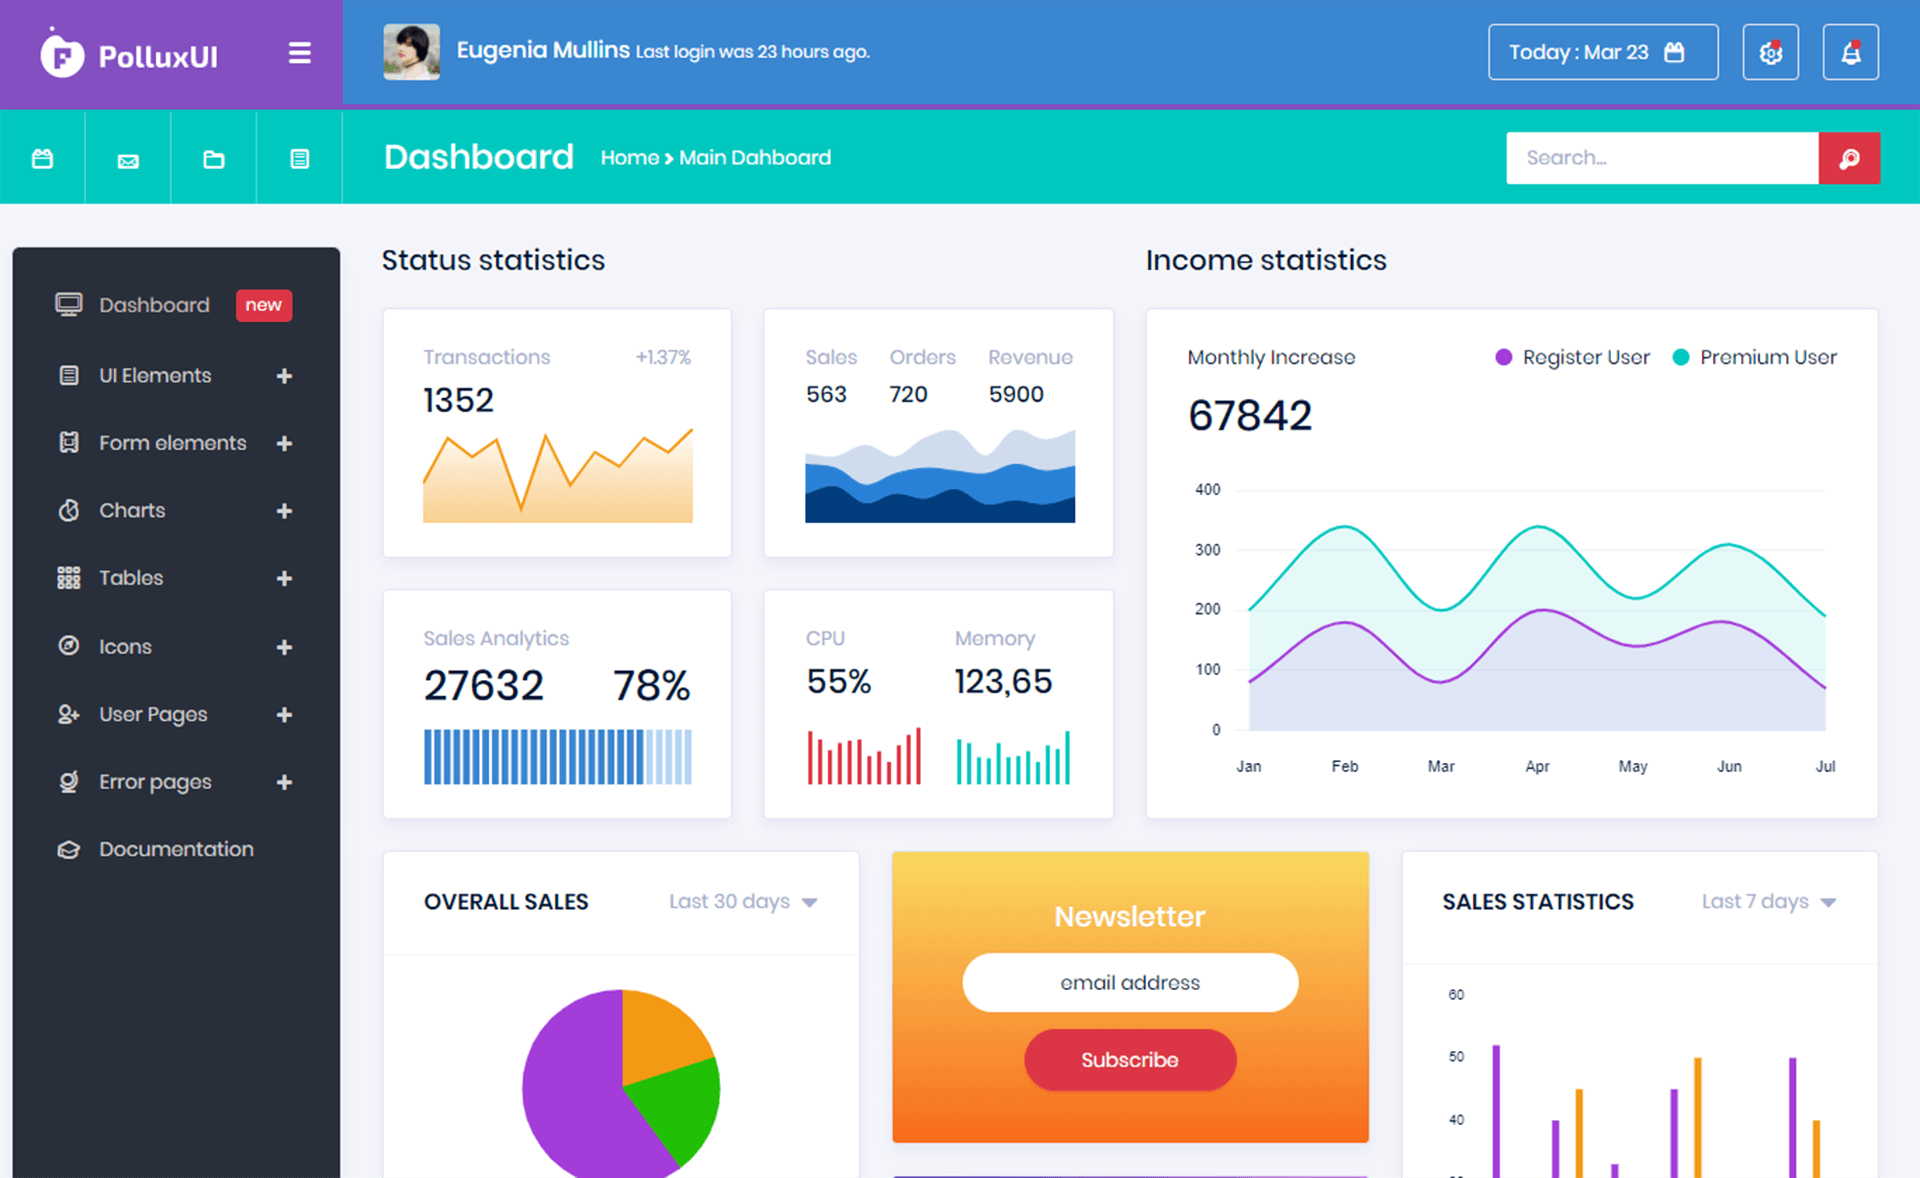 PolluxUI
Eugenia Mullins Last login was 23 hours ago.
Today : Mar 23
Dashboard Home > Main Dahboard
Search...
Dashboard new
UI Elements +
Form elements +
Charts +
Tables +
Icons +
User Pages +
Error pages +
Documentation
Status statistics
Transactions +1.37%
1352
Sales Orders Revenue
563 720 5900
Sales Analytics
27632 78%
CPU Memory
55% 123,65
Income statistics
Monthly Increase Register User Premium User
67842
400
300
200
100
0
Jan Feb Mar Apr May Jun Jul
OVERALL SALES Last 30 days
Newsletter
email address
Subscribe
SALES STATISTICS Last 7 days
60
50
40